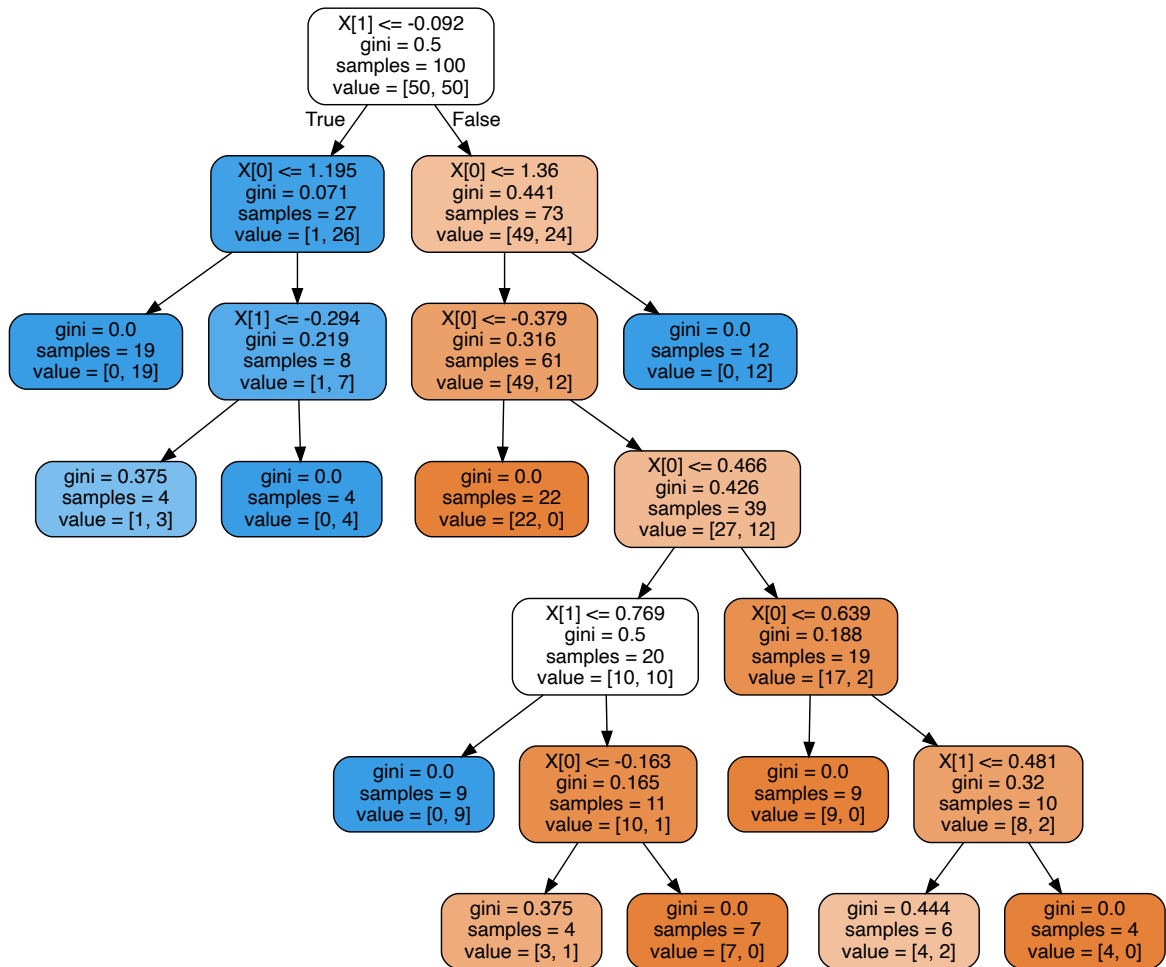 X[1] <= -0.092
gini = 0.5
samples = 100
value = [50, 50]
True
False
X[0] <= 1.195
gini = 0.071
samples = 27
value = [1, 26]
X[0] <= 1.36
gini = 0.441
samples = 73
value = [49, 24]
gini = 0.0
samples = 19
value = [0, 19]
X[1] <= -0.294
gini = 0.219
samples = 8
value = [1, 7]
X[0] <= -0.379
gini = 0.316
samples = 61
value = [49, 12]
gini = 0.0
samples = 12
value = [0, 12]
gini = 0.375
samples = 4
value = [1, 3]
gini = 0.0
samples = 4
value = [0, 4]
gini = 0.0
samples = 22
value = [22, 0]
X[0] <= 0.466
gini = 0.426
samples = 39
value = [27, 12]
X[1] <= 0.769
gini = 0.5
samples = 20
value = [10, 10]
X[0] <= 0.639
gini = 0.188
samples = 19
value = [17, 2]
gini = 0.0
samples = 9
value = [0, 9]
X[0] <= -0.163
gini = 0.165
samples = 11
value = [10, 1]
gini = 0.0
samples = 9
value = [9, 0]
X[1] <= 0.481
gini = 0.32
samples = 10
value = [8, 2]
gini = 0.375
samples = 4
value = [3, 1]
gini = 0.0
samples = 7
value = [7, 0]
gini = 0.444
samples = 6
value = [4, 2]
gini = 0.0
samples = 4
value = [4, 0]